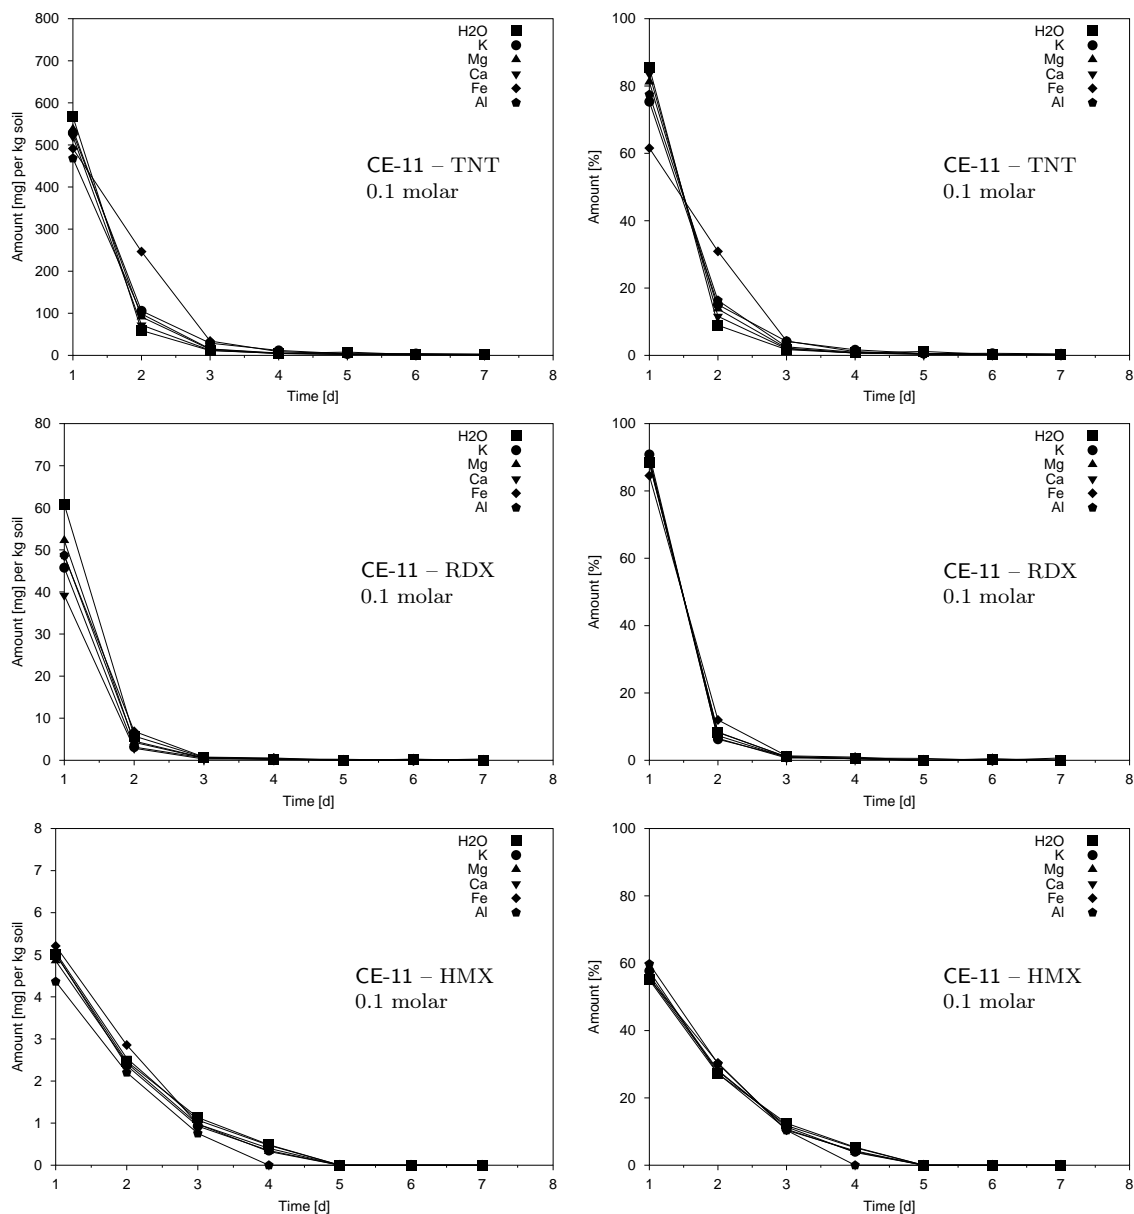 800
700
600
500
400
300
200
100
0
1 2 3 4 5 6 7 8
Amount [mg] per kg soil
Time [d]
H2O
K
Mg
Ca
Fe
Al
CE-11 – TNT
0.1 molar
100
80
60
40
20
0
1 2 3 4 5 6 7 8
Amount [%]
Time [d]
H2O
K
Mg
Ca
Fe
Al
CE-11 – TNT
0.1 molar
80
70
60
50
40
30
20
10
0
1 2 3 4 5 6 7 8
Amount [mg] per kg soil
Time [d]
H2O
K
Mg
Ca
Fe
Al
CE-11 – RDX
0.1 molar
100
80
60
40
20
0
1 2 3 4 5 6 7 8
Amount [%]
Time [d]
H2O
K
Mg
Ca
Fe
Al
CE-11 – RDX
0.1 molar
8
7
6
5
4
3
2
1
0
1 2 3 4 5 6 7 8
Amount [mg] per kg soil
Time [d]
H2O
K
Mg
Ca
Fe
Al
CE-11 – HMX
0.1 molar
100
80
60
40
20
0
1 2 3 4 5 6 7 8
Amount [%]
Time [d]
H2O
K
Mg
Ca
Fe
Al
CE-11 – HMX
0.1 molar